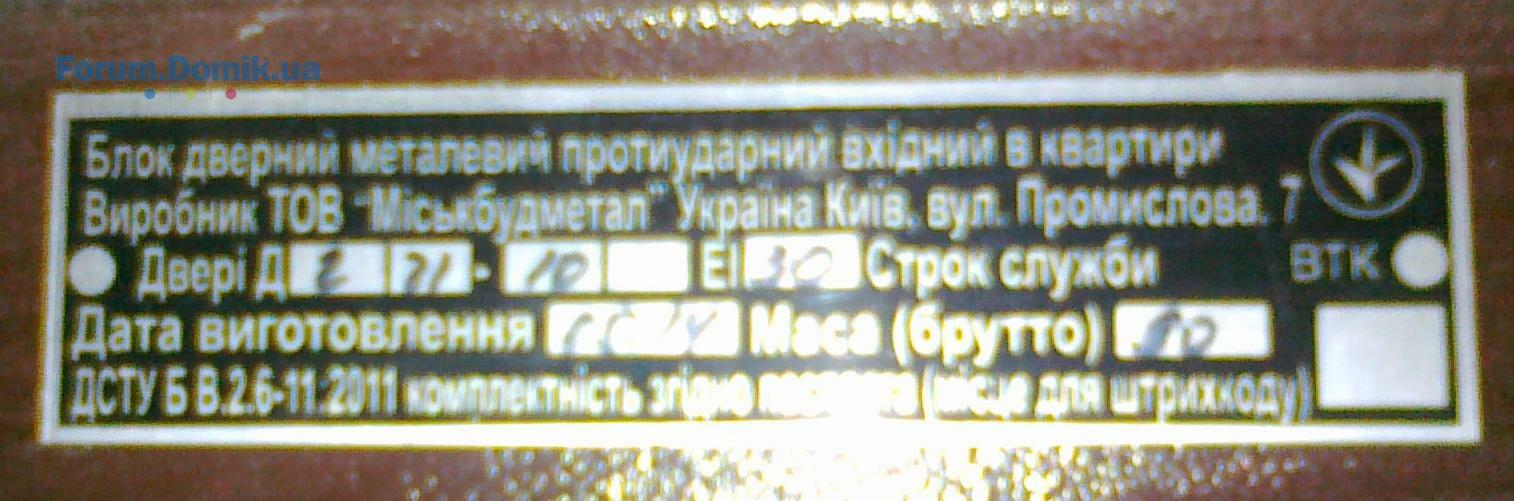 Forum.Domik.ua
Блок дверний металевий протиударний вхідний в квартири
Виробник ТОВ "Міськбудметал" Україна Київ, вул. Промислова, 7
Двері Д 2 21 - 10 ЕІ 30 Строк служби ВТК
Дата виготовлення Маса (брутто)
ДСТУ Б В.2.6-11:2011 комплектність згідно паспорта (місце для штрихкоду)